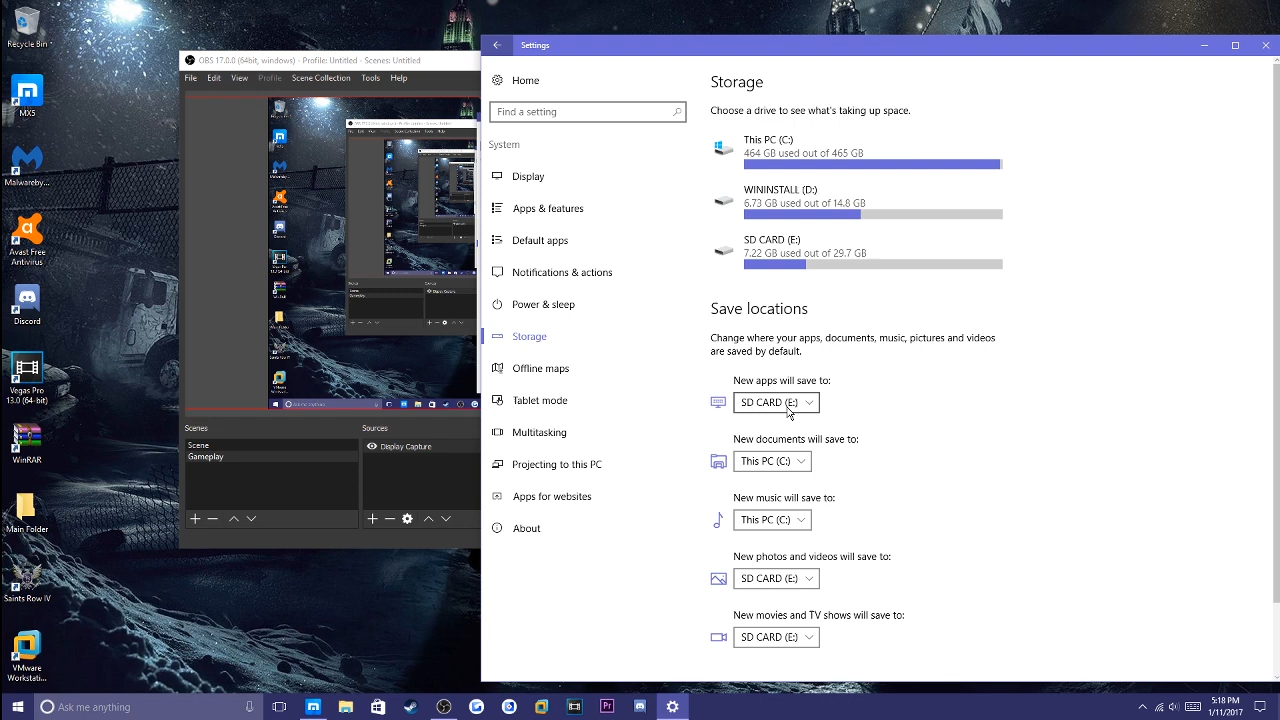 Recycle Bin
MX5
Malwareby...
Avast Free
Antivirus
Discord
Vegas Pro
13.0 (64-bit)
WinRAR
Main Folder
Saints Row IV
VMware
Workstati...
OBS 17.0.0 (64bit, windows) - Profile: Untitled - Scenes: Untitled
File Edit View Profile Scene Collection Tools Help
Scenes
Scene
Gameplay
Sources
Display Capture
Settings
Home
Find a setting
System
Display
Apps & features
Default apps
Notifications & actions
Power & sleep
Storage
Offline maps
Tablet mode
Multitasking
Projecting to this PC
Apps for websites
About
Storage
Choose a drive to see what's taking up space.
This PC (C:)
464 GB used out of 465 GB
WININSTALL (D:)
6.73 GB used out of 14.8 GB
SD CARD (E:)
7.22 GB used out of 29.7 GB
Save locations
Change where your apps, documents, music, pictures and videos
are saved by default.
New apps will save to:
SD CARD (E:)
New documents will save to:
This PC (C:)
New music will save to:
This PC (C:)
New photos and videos will save to:
SD CARD (E:)
New movies and TV shows will save to:
SD CARD (E:)
Ask me anything
Pr
5:18 PM
1/11/2017